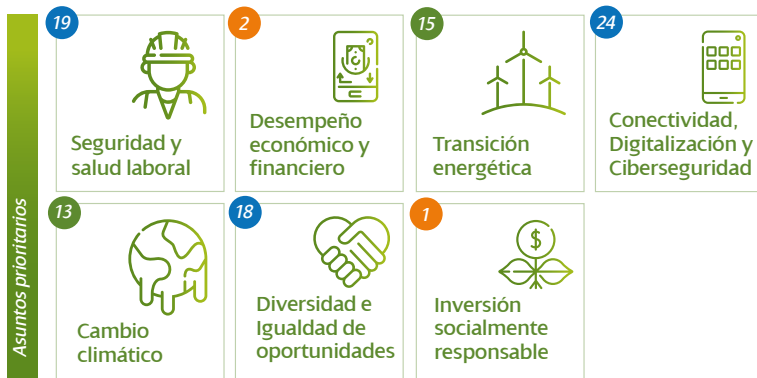 Asuntos prioritarios
19
Seguridad y
salud laboral
2
Desempeño
económico y
financiero
15
Transición
energética
24
Conectividad,
Digitalización y
Ciberseguridad
13
Cambio
climático
18
Diversidad e
Igualdad de
oportunidades
1
$
Inversión
socialmente
responsable